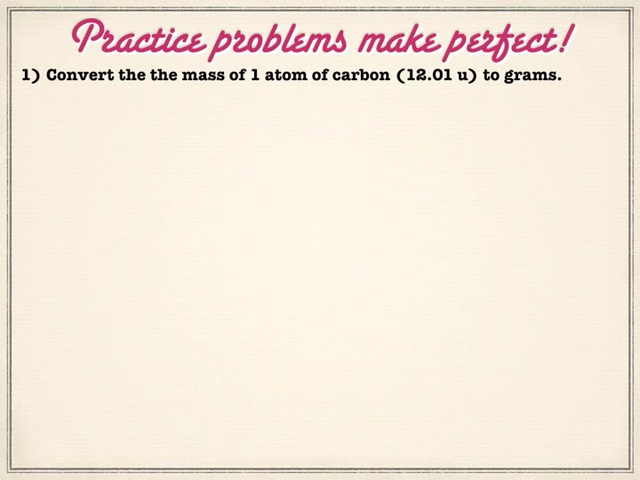 Practice problems make perfect!
1) Convert the the mass of 1 atom of carbon (12.01 u) to grams.